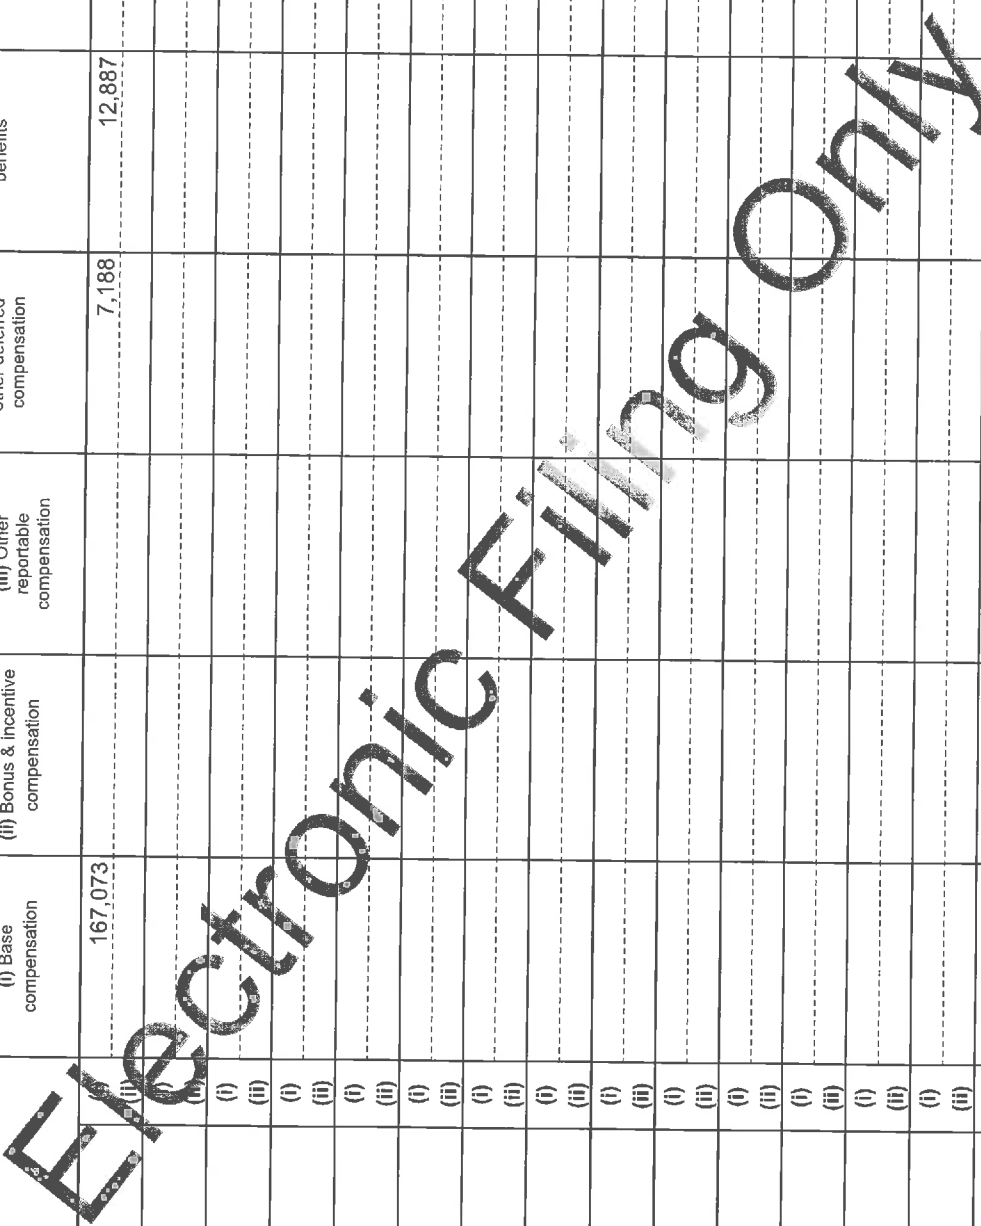 (i) Base
compensation
(ii) Bonus & incentive
compensation
(iii) Other
reportable
compensation
compensation
benefits
167,073
7,188
12,887
(i)
(ii)
(i)
(ii)
(i)
(ii)
(i)
(ii)
(i)
(ii)
(i)
(ii)
(i)
(ii)
(i)
(ii)
(i)
(ii)
(i)
(ii)
(i)
(ii)
(i)
(ii)
(i)
(ii)
(i)
(ii)
Electronic Filing Only